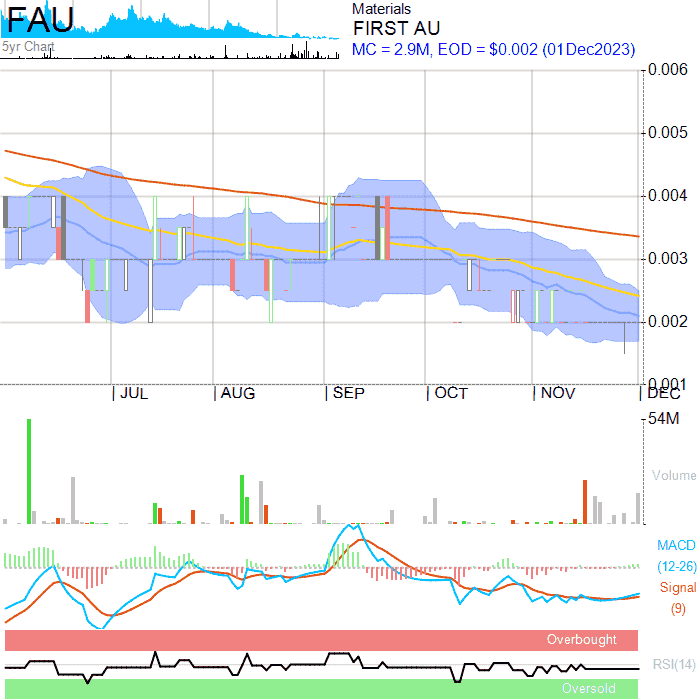 FAU
Materials
FIRST AU
5yr Chart
MC = 2.9M, EOD = $0.002 (01Dec2023)
0.006
0.005
0.004
0.003
0.002
0.001
JUL AUG SEP OCT NOV DEC
54M
Volume
MACD
(12-26)
Signal
(9)
Overbought
RSI(14)
Oversold